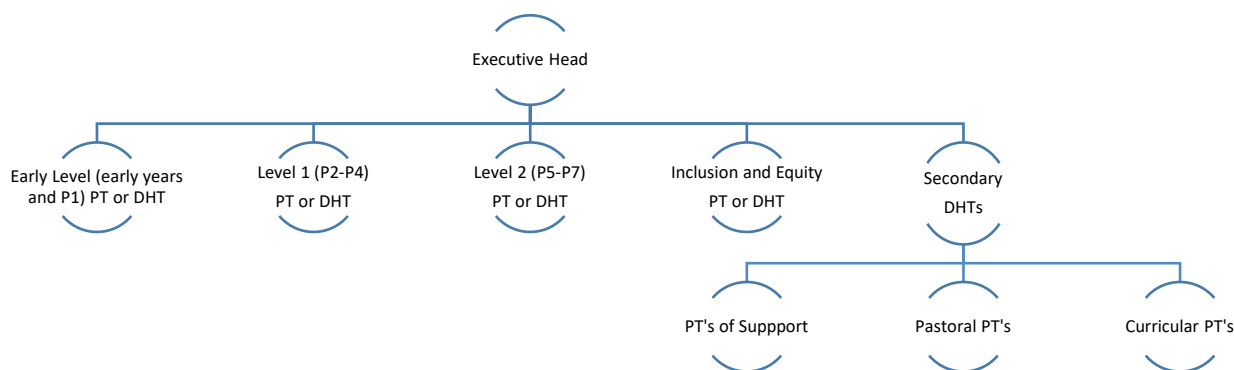 Executive Head
Early Level (early years
and P1) PT or DHT
Level 1 (P2-P4)
PT or DHT
Level 2 (P5-P7)
PT or DHT
Inclusion and Equity
PT or DHT
Secondary
DHTs
PT's of Suppport
Pastoral PT's
Curricular PT's